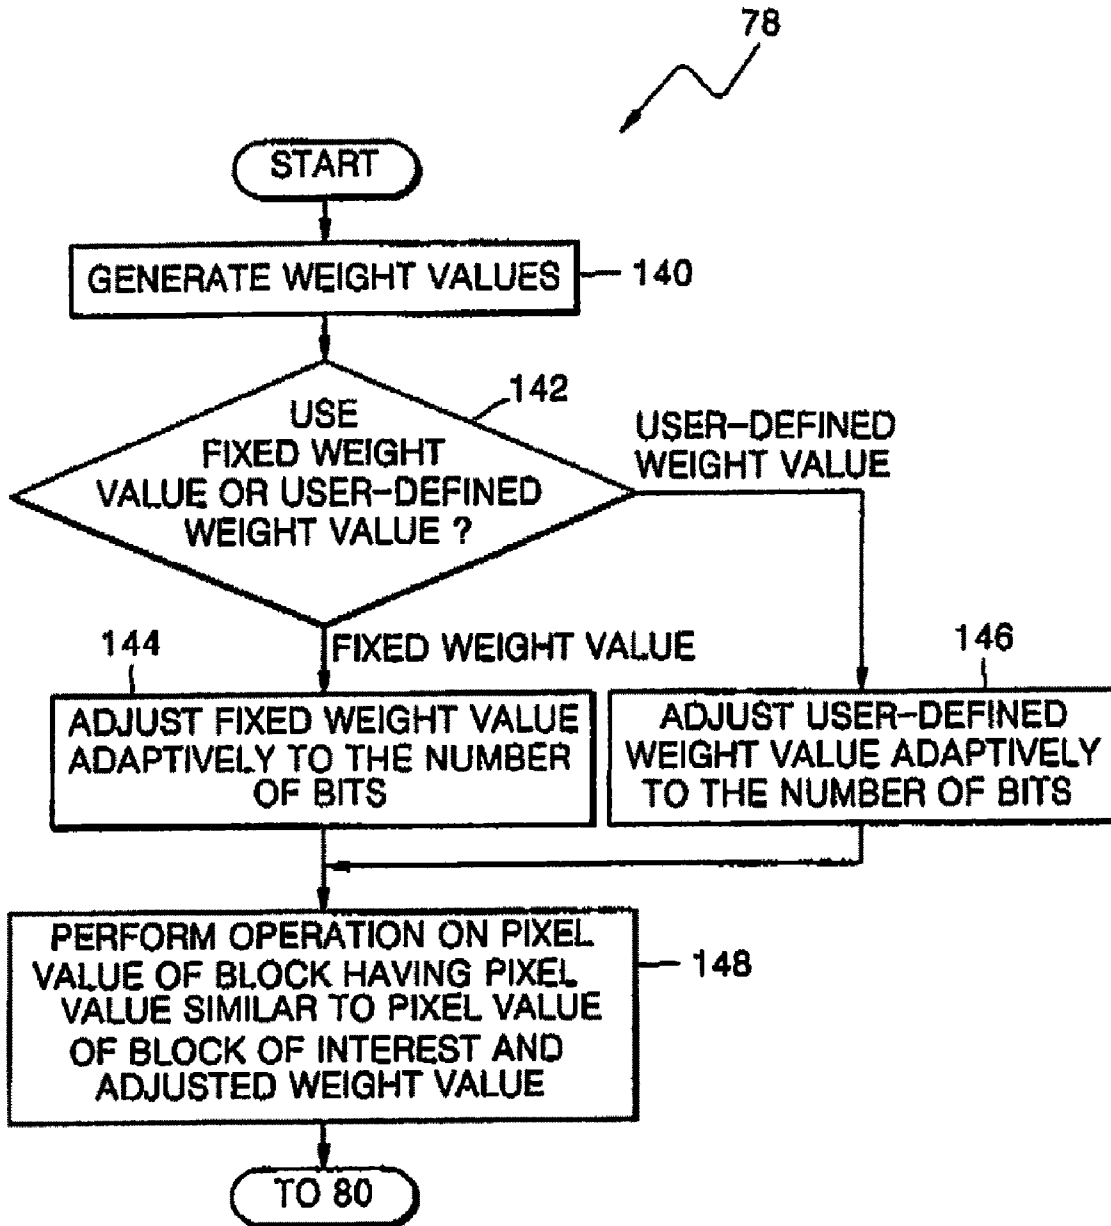 78
START
GENERATE WEIGHT VALUES
140
142
USE
FIXED WEIGHT
VALUE OR USER-DEFINED
WEIGHT VALUE ?
USER-DEFINED
WEIGHT VALUE
144
FIXED WEIGHT VALUE
146
ADJUST FIXED WEIGHT VALUE
ADAPTIVELY TO THE NUMBER
OF BITS
ADJUST USER-DEFINED
WEIGHT VALUE ADAPTIVELY
TO THE NUMBER OF BITS
PERFORM OPERATION ON PIXEL
VALUE OF BLOCK HAVING PIXEL
VALUE SIMILAR TO PIXEL VALUE
OF BLOCK OF INTEREST AND
ADJUSTED WEIGHT VALUE
148
TO 80